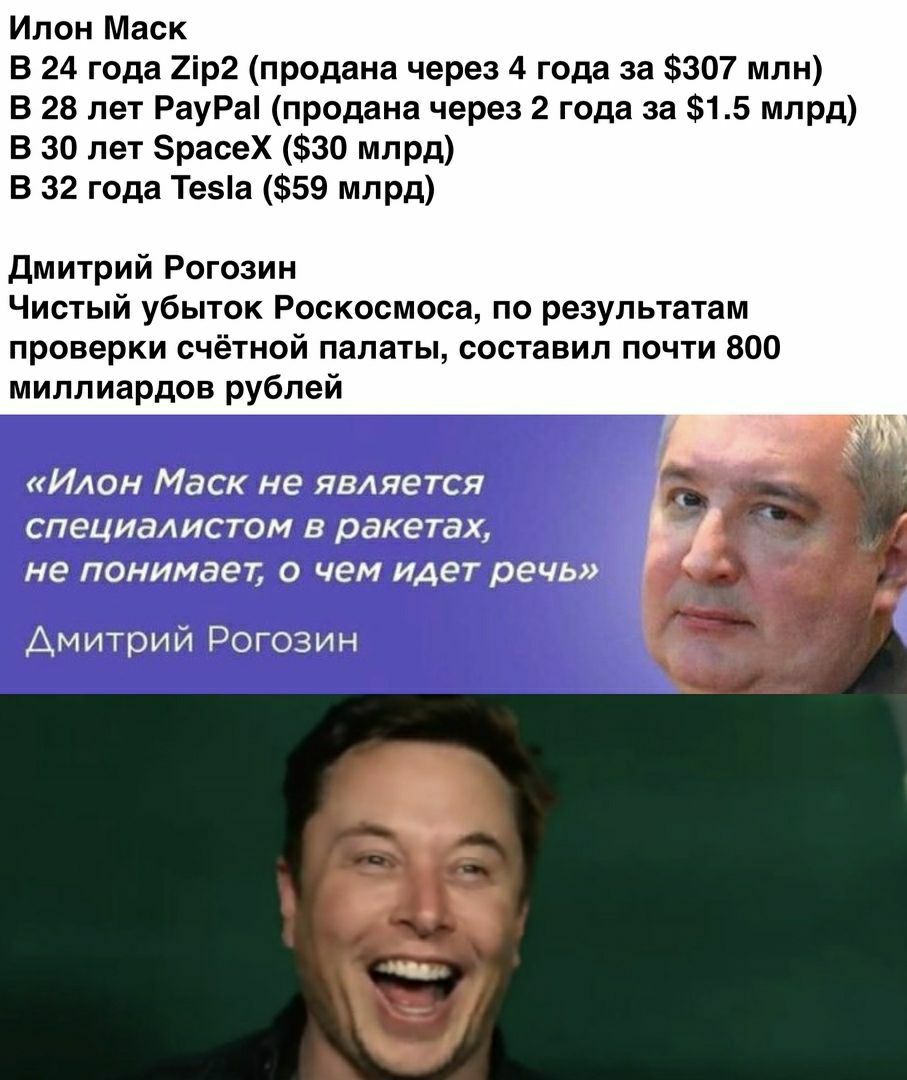 Илон Маск
В 24 года Zip2 (продана через 4 года за $307 млн)
В 28 лет PayPal (продана через 2 года за $1.5 млрд)
В 30 лет SpaceX ($30 млрд)
В 32 года Tesla ($59 млрд)
Дмитрий Рогозин
Чистый убыток Роскосмоса, по результатам
проверки счётной палаты, составил почти 800
миллиардов рублей
«Илон Маск не является
специалистом в ракетах,
не понимает, о чем идет речь»
Дмитрий Рогозин